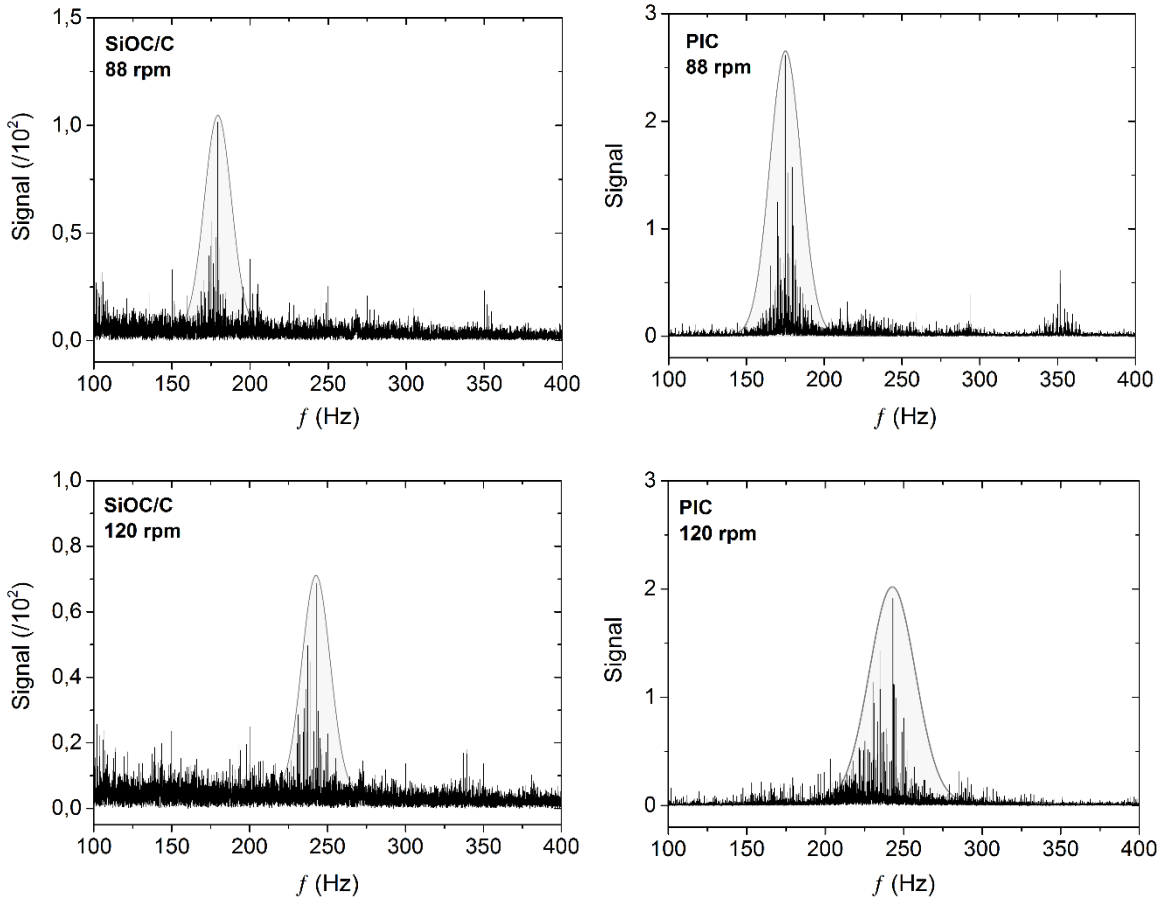 SiOC/C
88 rpm
Signal (/10²)
1,5
1,0
0,5
0,0
100 150 200 250 300 350 400
f (Hz)
PIC
88 rpm
Signal
3
2
1
0
100 150 200 250 300 350 400
f (Hz)
SiOC/C
120 rpm
Signal (/10²)
1,0
0,8
0,6
0,4
0,2
0,0
100 150 200 250 300 350 400
f (Hz)
PIC
120 rpm
Signal
3
2
1
0
100 150 200 250 300 350 400
f (Hz)